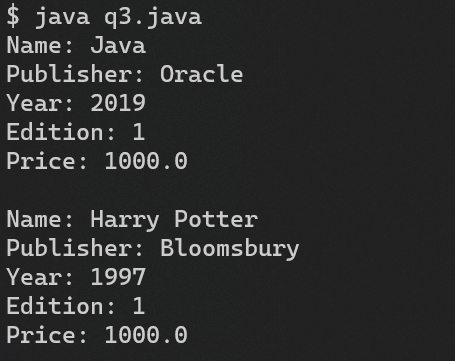 $ java q3.java
Name: Java
Publisher: Oracle
Year: 2019
Edition: 1
Price: 1000.0
Name: Harry Potter
Publisher: Bloomsbury
Year: 1997
Edition: 1
Price: 1000.0